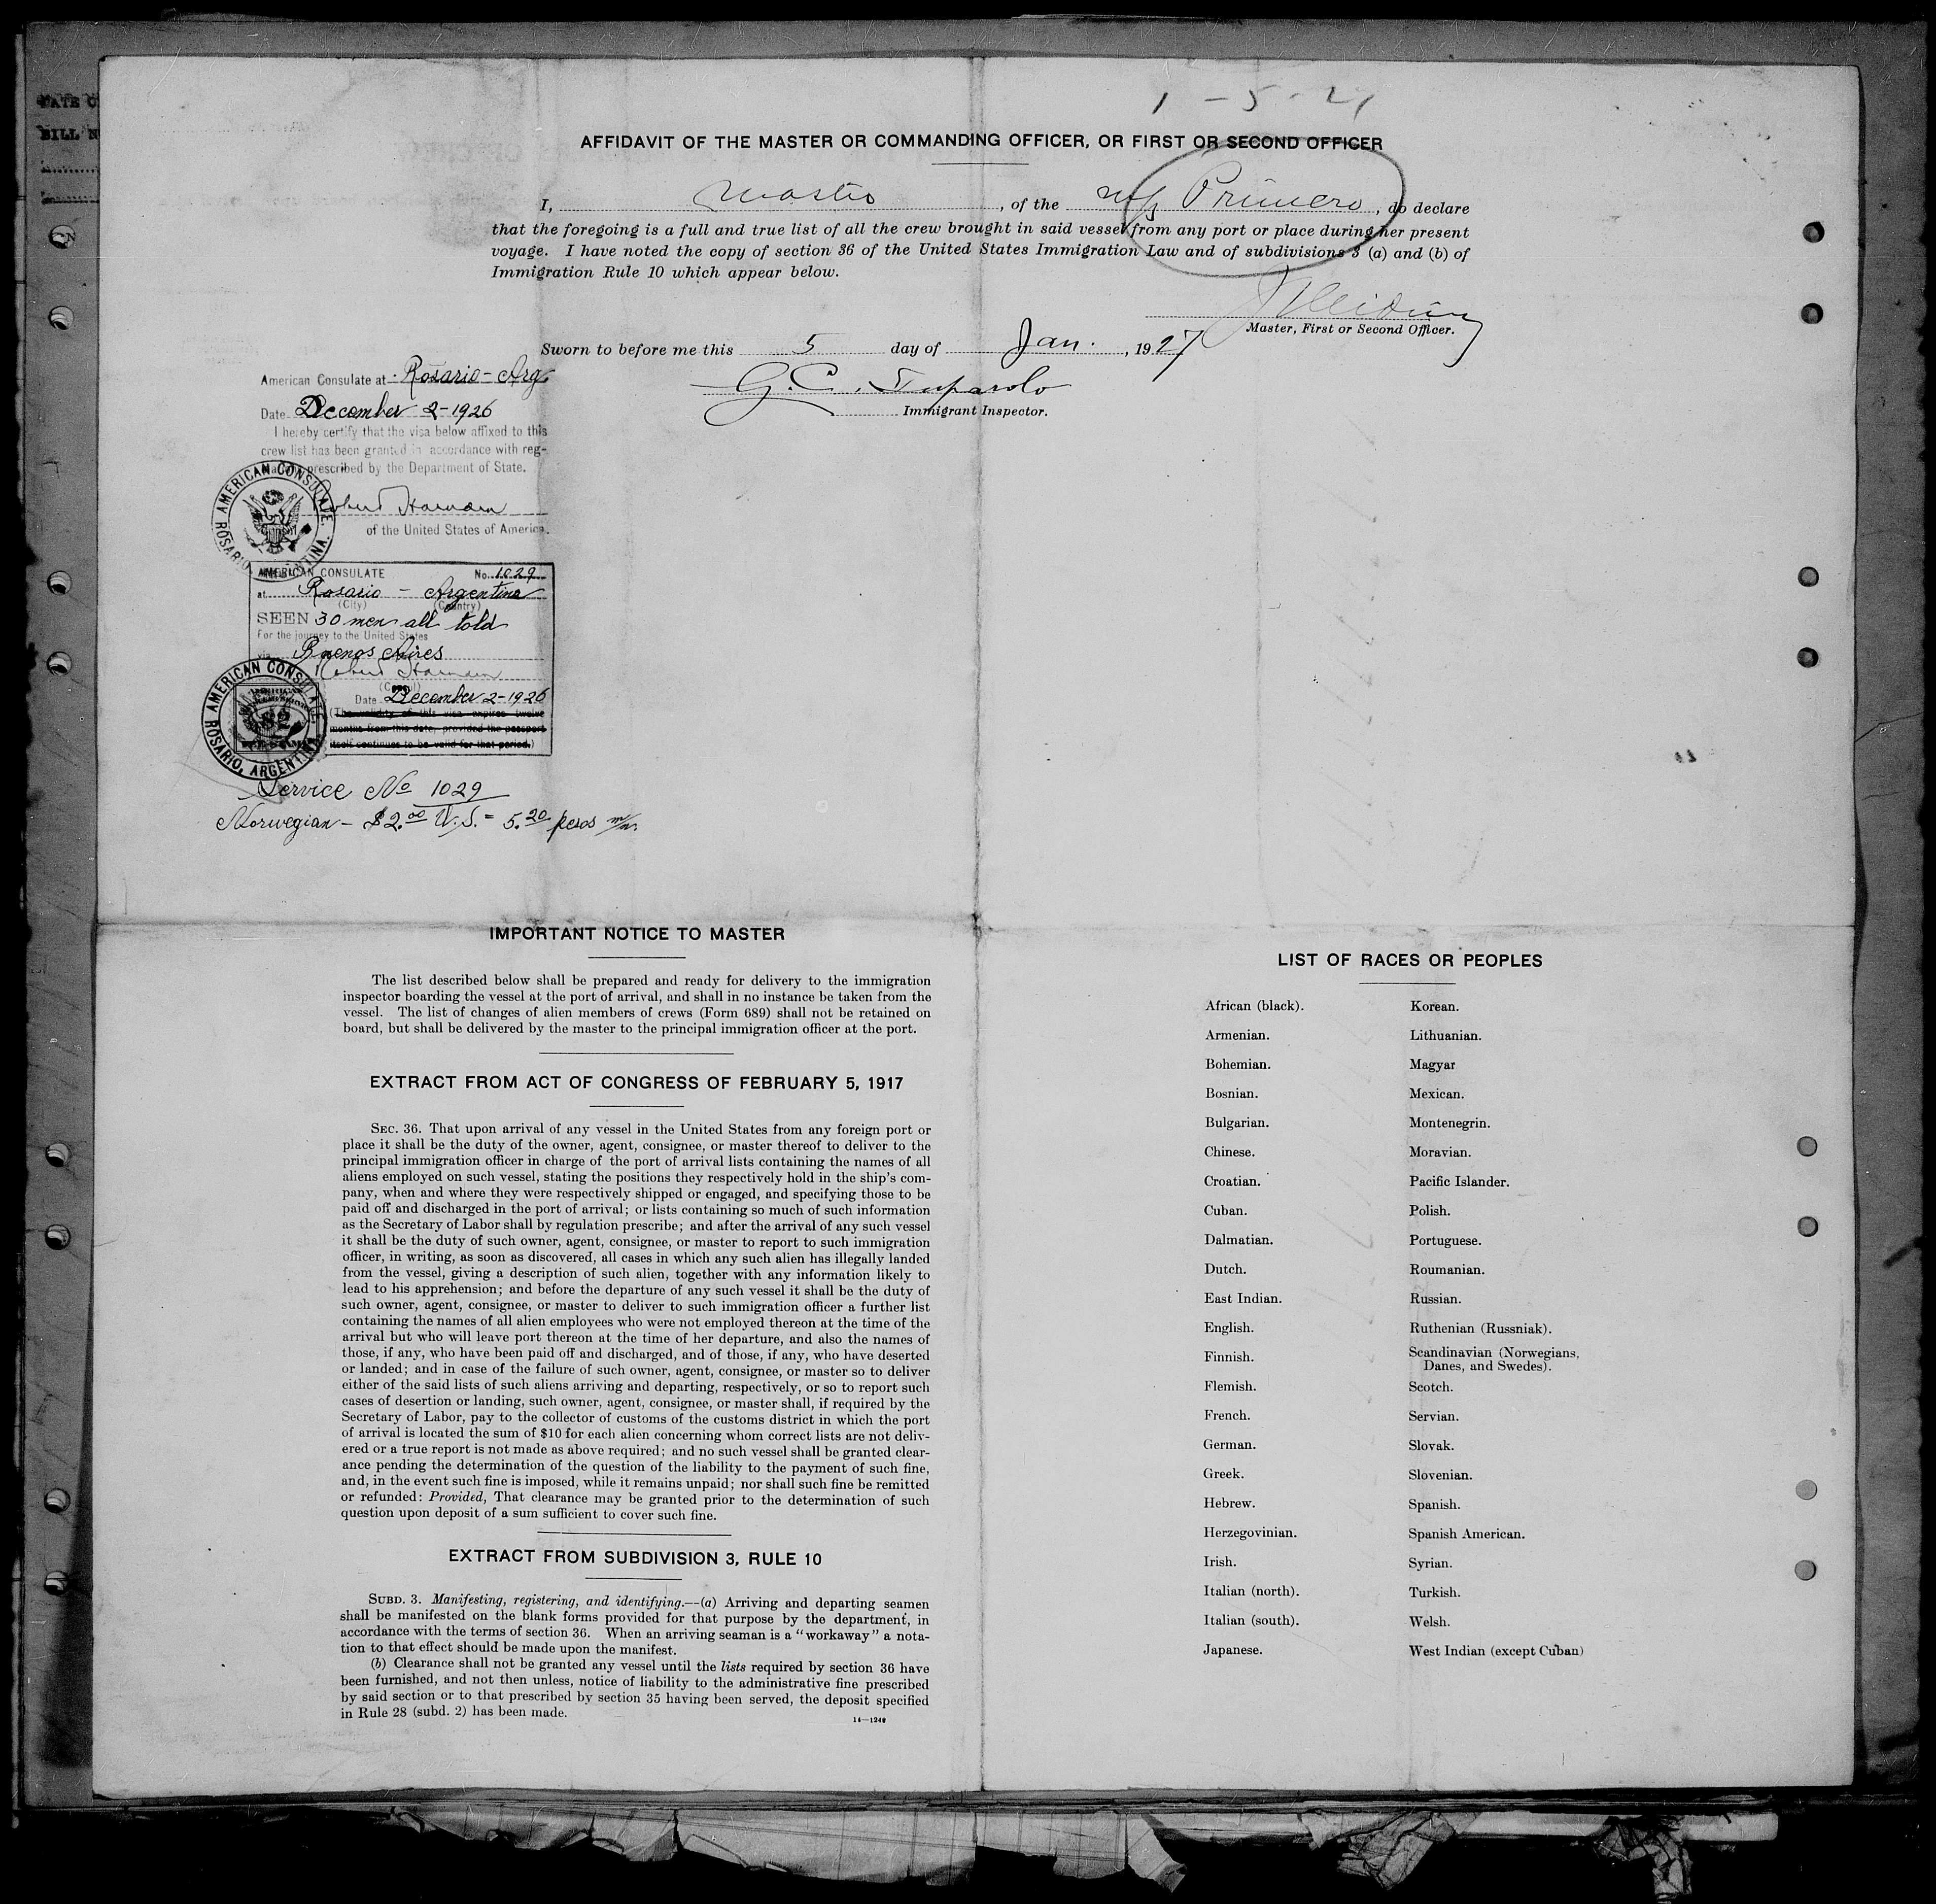 1 - 5 - 27
AFFIDAVIT OF THE MASTER OR COMMANDING OFFICER, OR FIRST OR SECOND OFFICER
I, Master, of the M/S Primero, do declare
that the foregoing is a full and true list of all the crew brought in said vessel from any port or place during her present
voyage. I have noted the copy of section 36 of the United States Immigration Law and of subdivisions 3 (a) and (b) of
Immigration Rule 10 which appear below.
Master, First or Second Officer.
Sworn to before me this 5 day of Jan., 1927
G. C.
Immigrant Inspector.
American Consulate at Rosario - Arg.
Date December 2-1926
I hereby certify that the visa below affixed to this
crew list has been granted in accordance with reg-
prescribed by the Department of State.
Robert Harnden
of the United States of America.
AMERICAN CONSULATE. ROSARIO, ARGENTINA.
AMERICAN CONSULATE No. 1029
at Rosario - Argentina
(City) (Country)
SEEN 30 men all told
For the journey to the United States
via Buenos Aires
Robert Harnden
(Consul)
Date December 2-1926
(The validity of this visa expires twelve
months from this date, provided the passport
itself continues to be valid for that period.)
AMERICAN CONSULATE ROSARIO, ARGENTINA
$2
Service No 1029
Norwegian - $2.00 U.S. = 5.20 pesos m/n.
IMPORTANT NOTICE TO MASTER
The list described below shall be prepared and ready for delivery to the immigration
inspector boarding the vessel at the port of arrival, and shall in no instance be taken from the
vessel. The list of changes of alien members of crews (Form 689) shall not be retained on
board, but shall be delivered by the master to the principal immigration officer at the port.
EXTRACT FROM ACT OF CONGRESS OF FEBRUARY 5, 1917
SEC. 36. That upon arrival of any vessel in the United States from any foreign port or
place it shall be the duty of the owner, agent, consignee, or master thereof to deliver to the
principal immigration officer in charge of the port of arrival lists containing the names of all
aliens employed on such vessel, stating the positions they respectively hold in the ship's com-
pany, when and where they were respectively shipped or engaged, and specifying those to be
paid off and discharged in the port of arrival; or lists containing so much of such information
as the Secretary of Labor shall by regulation prescribe; and after the arrival of any such vessel
it shall be the duty of such owner, agent, consignee, or master to report to such immigration
officer, in writing, as soon as discovered, all cases in which any such alien has illegally landed
from the vessel, giving a description of such alien, together with any information likely to
lead to his apprehension; and before the departure of any such vessel it shall be the duty of
such owner, agent, consignee, or master to deliver to such immigration officer a further list
containing the names of all alien employees who were not employed thereon at the time of the
arrival but who will leave port thereon at the time of her departure, and also the names of
those, if any, who have been paid off and discharged, and of those, if any, who have deserted
or landed; and in case of the failure of such owner, agent, consignee, or master so to deliver
either of the said lists of such aliens arriving and departing, respectively, or so to report such
cases of desertion or landing, such owner, agent, consignee, or master shall, if required by the
Secretary of Labor, pay to the collector of customs of the customs district in which the port
of arrival is located the sum of $10 for each alien concerning whom correct lists are not deliv-
ered or a true report is not made as above required; and no such vessel shall be granted clear-
ance pending the determination of the question of the liability to the payment of such fine,
and, in the event such fine is imposed, while it remains unpaid; nor shall such fine be remitted
or refunded: Provided, That clearance may be granted prior to the determination of such
question upon deposit of a sum sufficient to cover such fine.
EXTRACT FROM SUBDIVISION 3, RULE 10
SUBD. 3. Manifesting, registering, and identifying.—(a) Arriving and departing seamen
shall be manifested on the blank forms provided for that purpose by the department, in
accordance with the terms of section 36. When an arriving seaman is a "workaway" a nota-
tion to that effect should be made upon the manifest.
(b) Clearance shall not be granted any vessel until the lists required by section 36 have
been furnished, and not then unless, notice of liability to the administrative fine prescribed
by said section or to that prescribed by section 35 having been served, the deposit specified
in Rule 28 (subd. 2) has been made.
14—1249
LIST OF RACES OR PEOPLES
African (black). Korean.
Armenian. Lithuanian.
Bohemian. Magyar
Bosnian. Mexican.
Bulgarian. Montenegrin.
Chinese. Moravian.
Croatian. Pacific Islander.
Cuban. Polish.
Dalmatian. Portuguese.
Dutch. Roumanian.
East Indian. Russian.
English. Ruthenian (Russniak).
Finnish. Scandinavian (Norwegians,
Danes, and Swedes).
Flemish. Scotch.
French. Servian.
German. Slovak.
Greek. Slovenian.
Hebrew. Spanish.
Herzegovinian. Spanish American.
Irish. Syrian.
Italian (north). Turkish.
Italian (south). Welsh.
Japanese. West Indian (except Cuban)